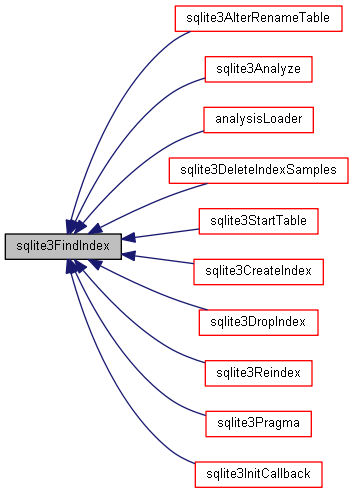 sqlite3AlterRenameTable
sqlite3Analyze
analysisLoader
sqlite3DeleteIndexSamples
sqlite3StartTable
sqlite3FindIndex
sqlite3CreateIndex
sqlite3DropIndex
sqlite3Reindex
sqlite3Pragma
sqlite3InitCallback